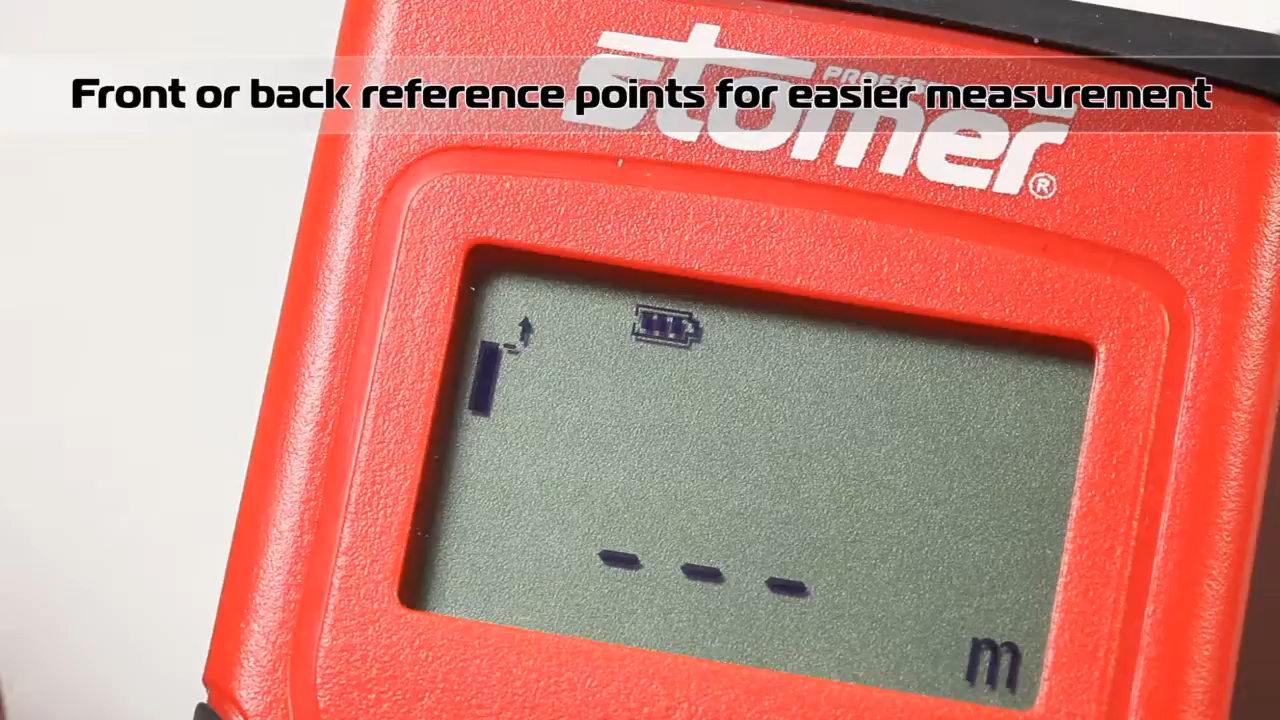 Front or back reference points for easier measurement
stomer
®
m